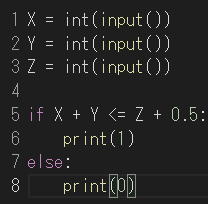 1 X = int(input())
2 Y = int(input())
3 Z = int(input())
4
5 if X + Y <= Z + 0.5:
6     print(1)
7 else:
8     print(0)